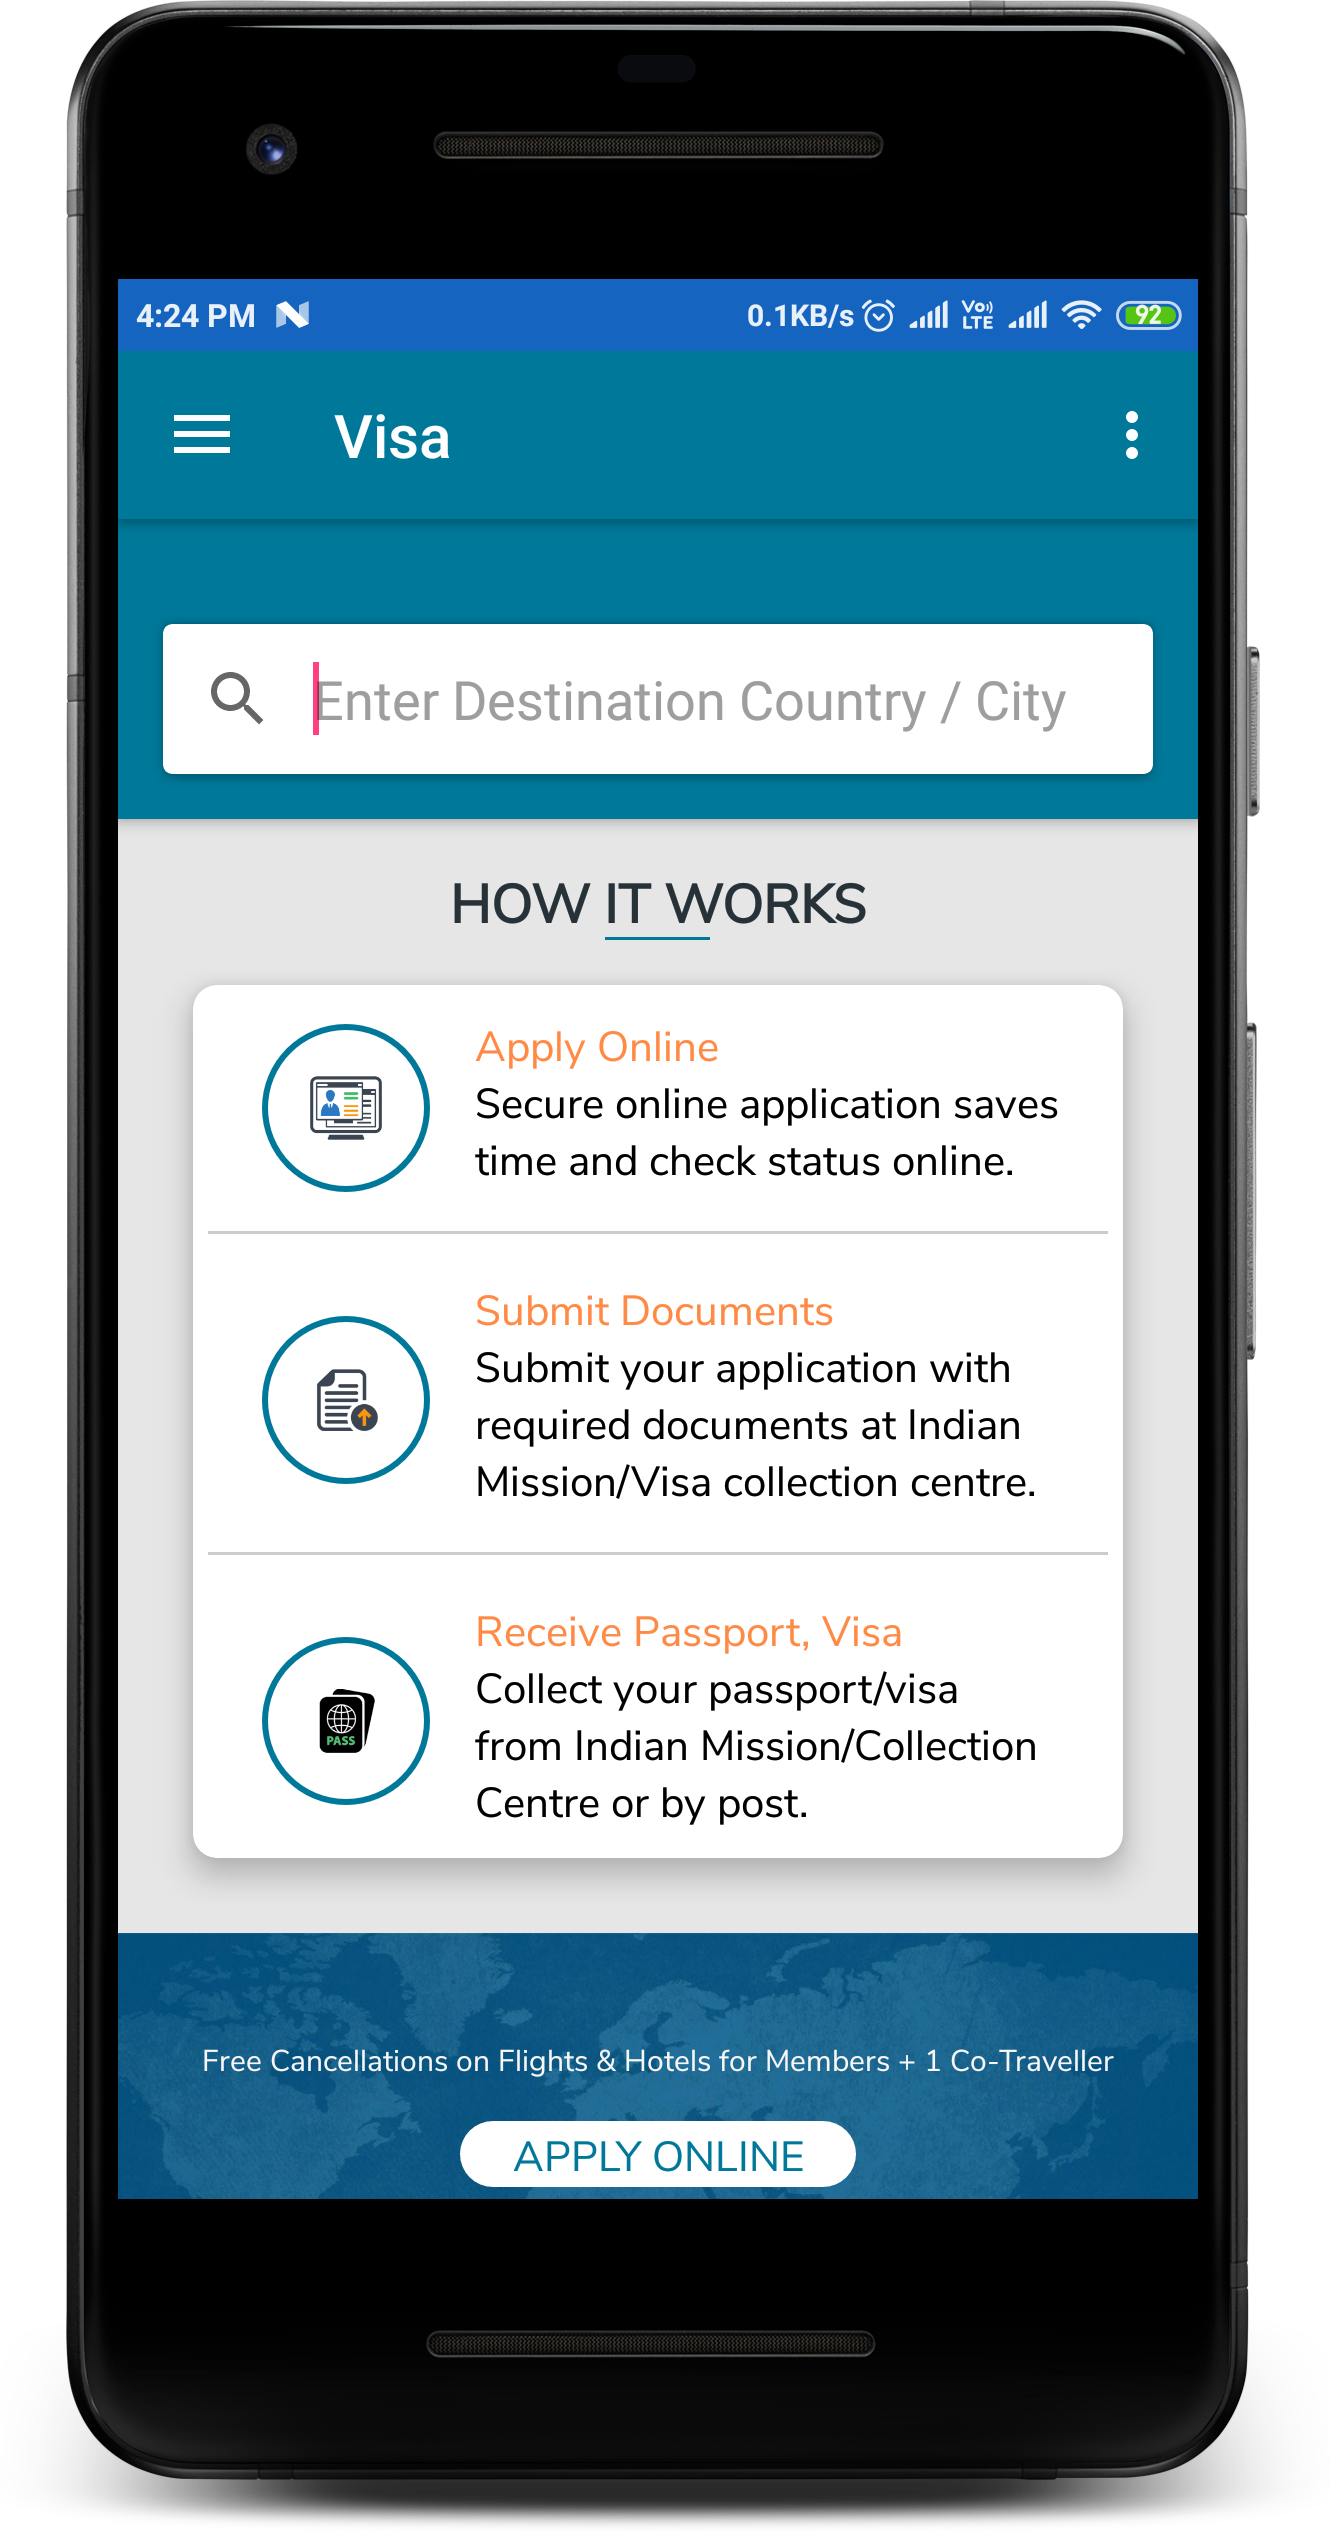 4:24 PM 0.1KB/s Vo)) LTE 92
Visa
Enter Destination Country / City
HOW IT WORKS
Apply Online
Secure online application saves
time and check status online.
Submit Documents
Submit your application with
required documents at Indian
Mission/Visa collection centre.
PASS
Receive Passport, Visa
Collect your passport/visa
from Indian Mission/Collection
Centre or by post.
Free Cancellations on Flights & Hotels for Members + 1 Co-Traveller
APPLY ONLINE